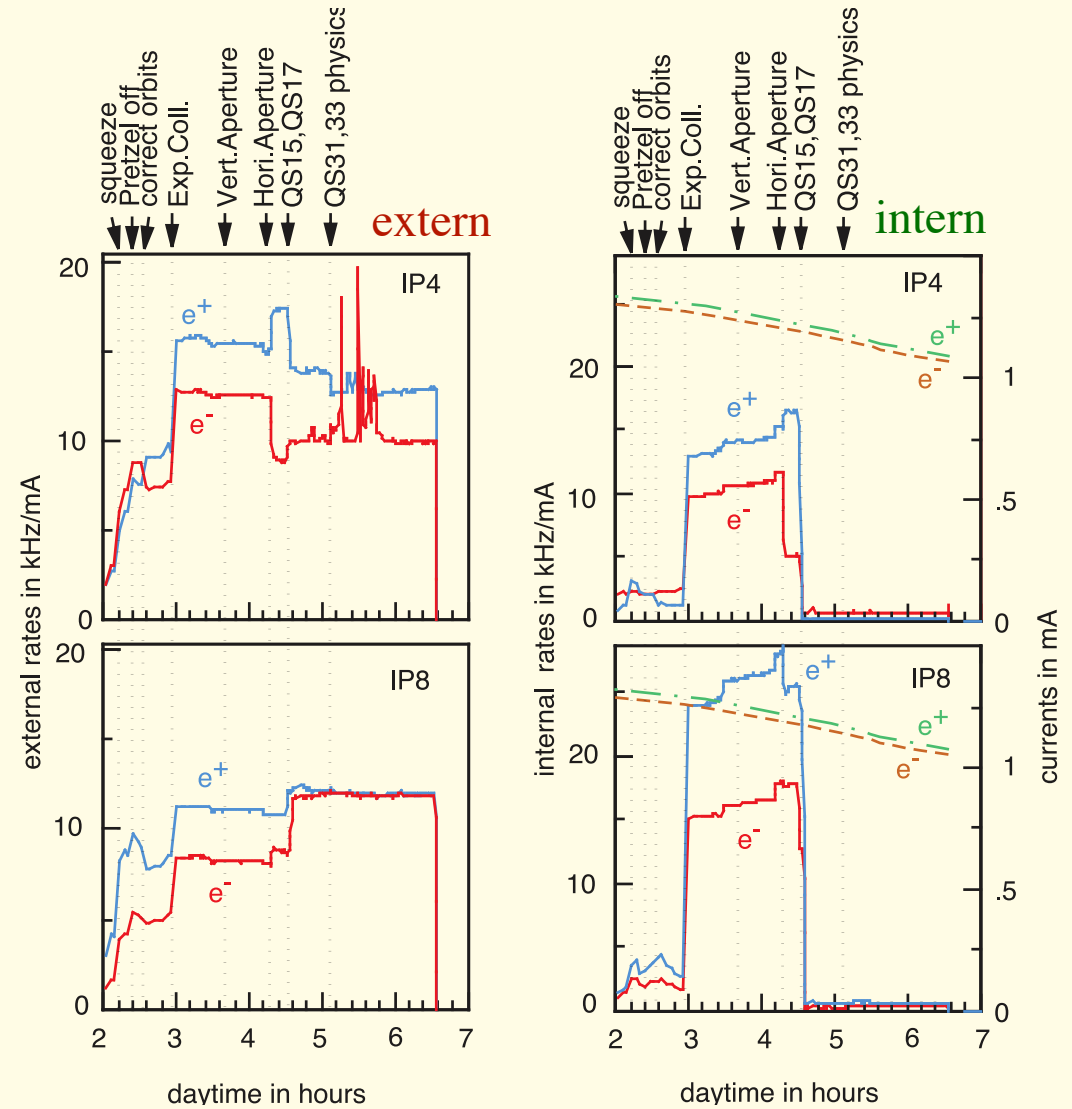 squeeze
Pretzel off
correct orbits
Exp.Coll.
Vert.Aperture
Hori.Aperture
QS15,QS17
QS31,33 physics
extern
squeeze
Pretzel off
correct orbits
Exp.Coll.
Vert.Aperture
Hori.Aperture
QS15,QS17
QS31,33 physics
intern
external rates in kHz/mA
20
10
0
IP4
e+
e-
20
10
0
IP8
e+
e-
2 3 4 5 6 7
daytime in hours
internal rates in kHz/mA
20
10
0
IP4
e+
e-
e+
e-
1
.5
0
20
10
0
IP8
e+
e-
e+
e-
1
.5
0
currents in mA
2 3 4 5 6 7
daytime in hours